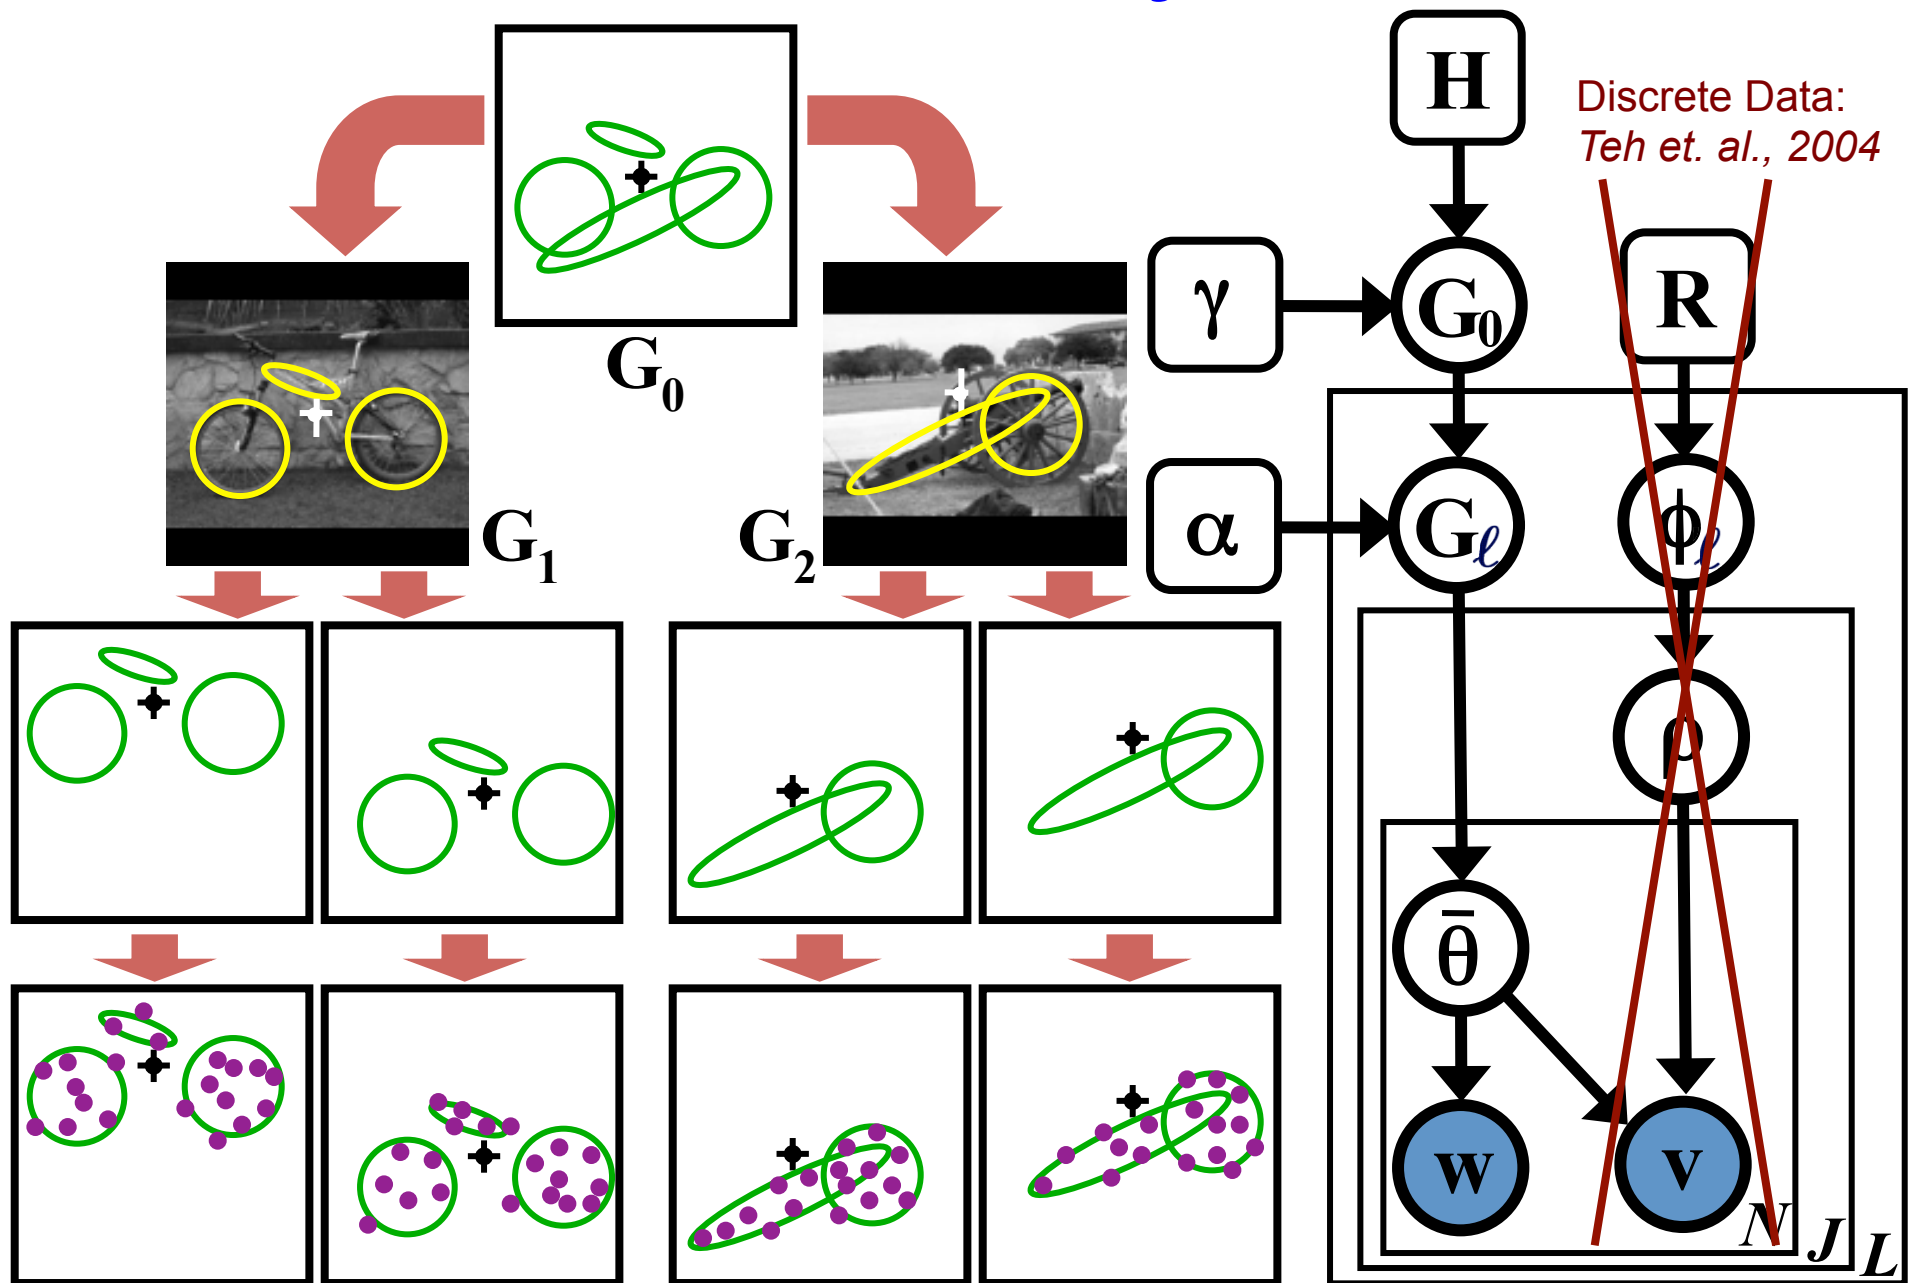 H
Discrete Data:
Teh et. al., 2004
γ
G₀
R
G₀
α
G₁
G₂
Gℓ
ϕℓ
ρ
θ̄
w
v
N
J
L